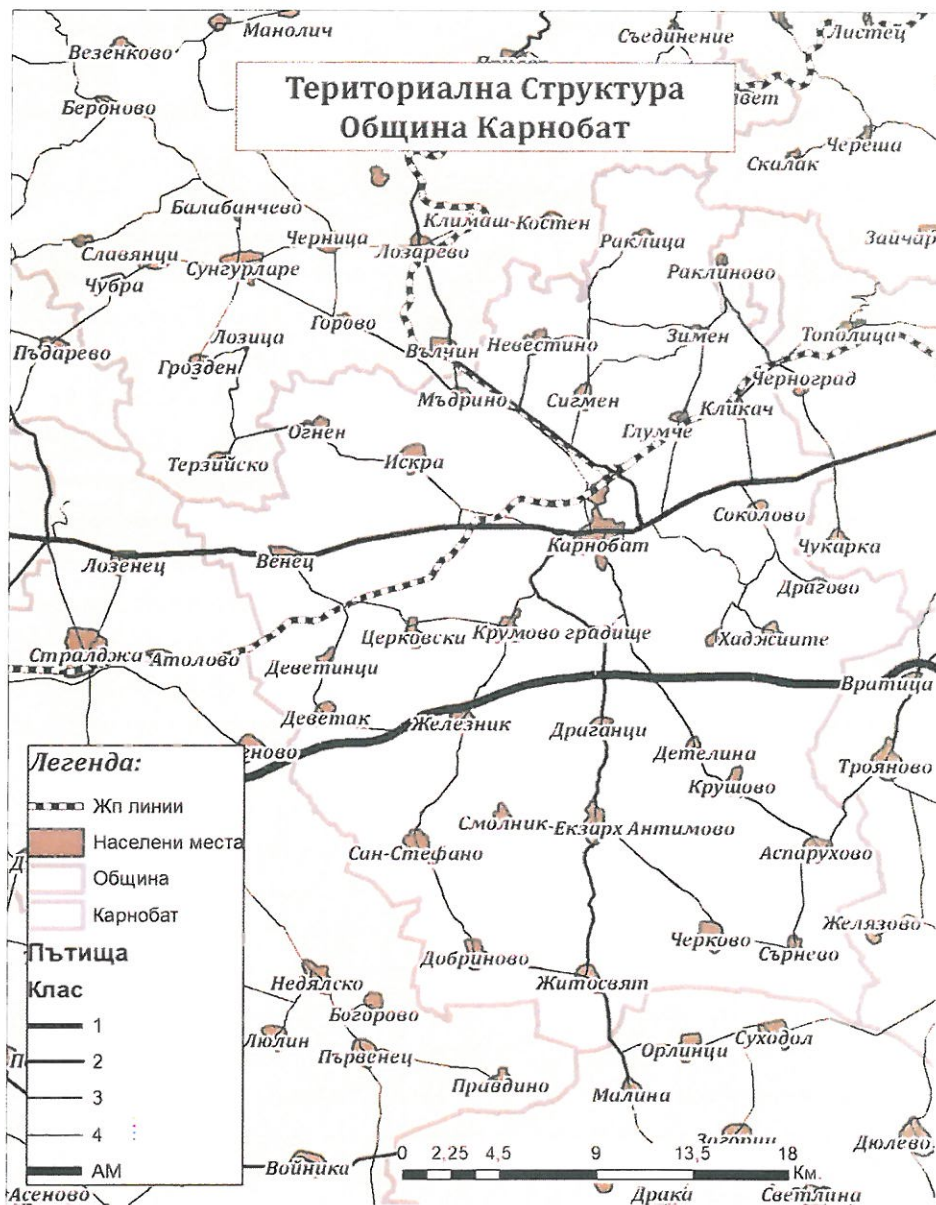 Манолич
Съединение
Листец
Везенково
Териториална Структура
Община Карнобат
Бероново
Череша
Скалак
Балабанчево
Климаш
Костен
Славянци
Черница
Раклица
Лозарево
Чубра
Сунгурларе
Раклиново
Горово
Лозица
Зимен
Тополица
Пъдарево
Вълчин
Невестино
Грозден
Черноград
Мъдрино
Сигмен
Кликач
Огнен
Глумче
Терзийско
Искра
Соколово
Карнобат
Чукарка
Лозенец
Венец
Драгово
Церковски
Крумово градище
Хаджиите
Стралджа
Атолово
Деветинци
Вратица
Деветак
Железник
Драганци
Детелина
Крушово
Трояново
Легенда:
Жп линии
Населени места
Община
Карнобат
Пътища
Клас
1
2
3
4
АМ
Смолник
Екзарх Антимово
Сан-Стефано
Аспарухово
Желязово
Черково
Сърнево
Добриново
Житосвят
Недялско
Богорово
Люлин
Първенец
Орлинци
Суходол
Правдино
Малина
Дюлево
Войника
0 2,25 4,5 9 13,5 18
Км.
Асеново
Драка
Светлина